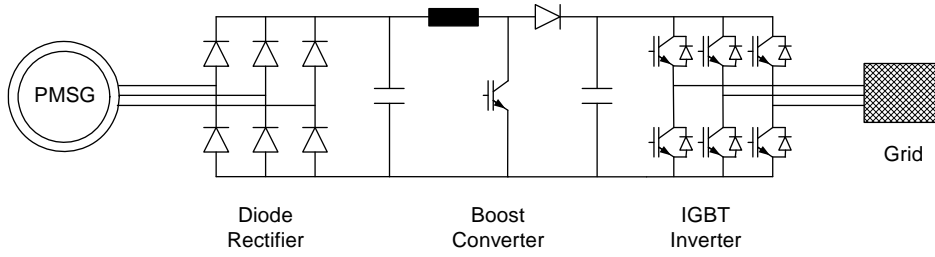 PMSG
Grid
Diode
Rectifier
Boost
Converter
IGBT
Inverter